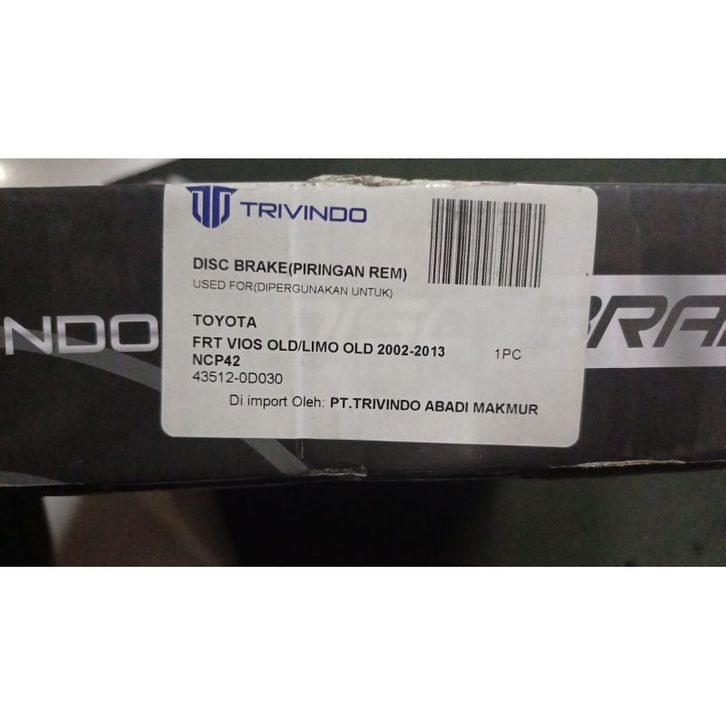 TRIVINDO
DISC BRAKE(PIRINGAN REM)
USED FOR(DIPERGUNAKAN UNTUK)
TOYOTA
FRT VIOS OLD/LIMO OLD 2002-2013 1PC
NCP42
43512-0D030
Di import Oleh: PT.TRIVINDO ABADI MAKMUR
NDO
BRA